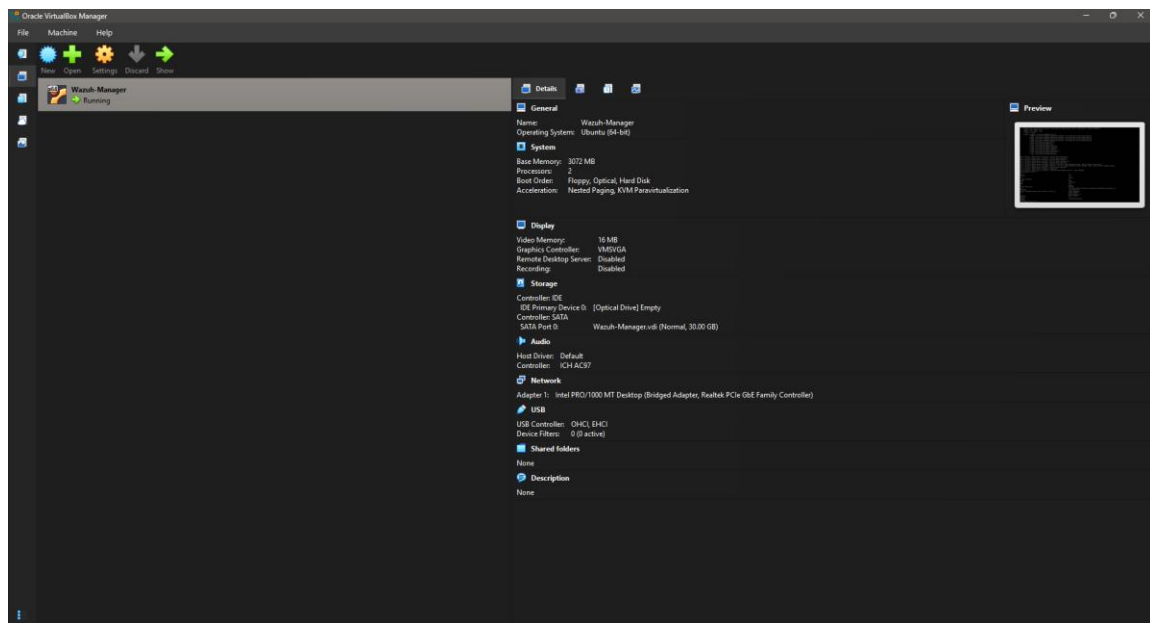 Oracle VirtualBox Manager
File Machine Help
New Open Settings Discard Show
Wazuh-Manager
Running
Details
General
Name: Wazuh-Manager
Operating System: Ubuntu (64-bit)
System
Base Memory: 3072 MB
Processors: 2
Boot Order: Floppy, Optical, Hard Disk
Acceleration: Nested Paging, KVM Paravirtualization
Display
Video Memory: 16 MB
Graphics Controller: VMSVGA
Remote Desktop Server: Disabled
Recording: Disabled
Storage
Controller: IDE
IDE Primary Device 0: [Optical Drive] Empty
Controller: SATA
SATA Port 0: Wazuh-Manager.vdi (Normal, 30.00 GB)
Audio
Host Driver: Default
Controller: ICH AC97
Network
Adapter 1: Intel PRO/1000 MT Desktop (Bridged Adapter, Realtek PCIe GbE Family Controller)
USB
USB Controller: OHCI, EHCI
Device Filters: 0 (0 active)
Shared folders
None
Description
None
Preview